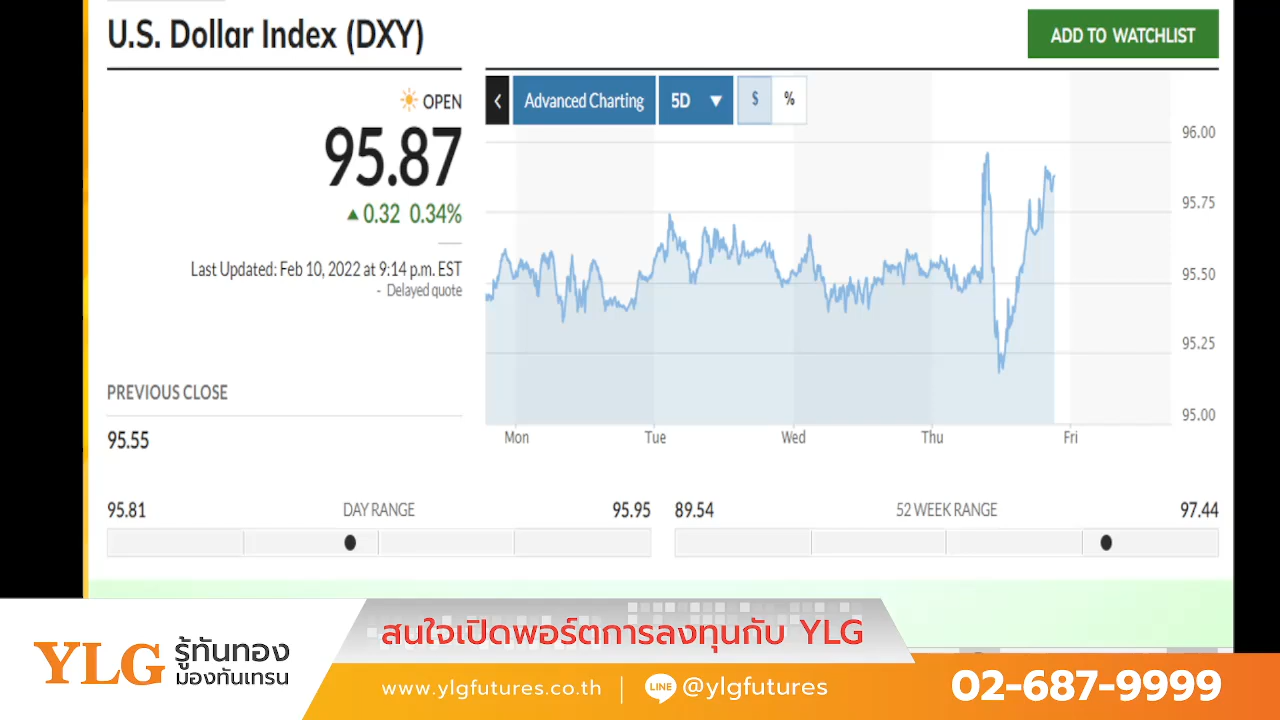 U.S. Dollar Index (DXY)
ADD TO WATCHLIST
OPEN
95.87
▲ 0.32 0.34%
Last Updated: Feb 10, 2022 at 9:14 p.m. EST
- Delayed quote
PREVIOUS CLOSE
95.55
Advanced Charting
5D ▼
$ %
96.00
95.75
95.50
95.25
95.00
Mon Tue Wed Thu Fri
95.81 DAY RANGE 95.95
89.54 52 WEEK RANGE 97.44
สนใจเปิดพอร์ตการลงทุนกับ YLG
YLG รู้ทันทอง
มองทันเทรน
www.ylgfutures.co.th | LINE @ylgfutures
02-687-9999